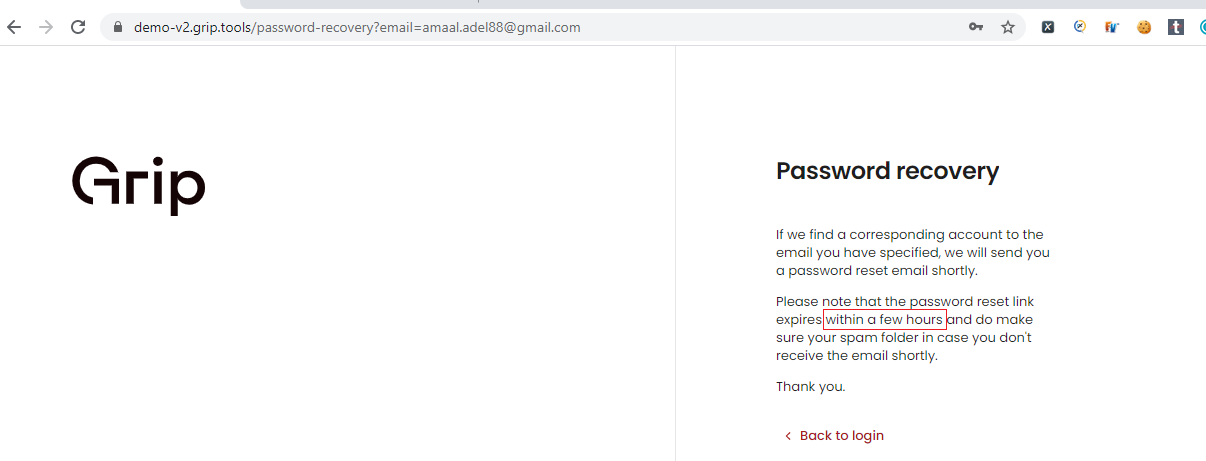 demo-v2.grip.tools/password-recovery?email=amaal.adel88@gmail.com
Grip
Password recovery
If we find a corresponding account to the
email you have specified, we will send you
a password reset email shortly.
Please note that the password reset link
expires within a few hours and do make
sure your spam folder in case you don't
receive the email shortly.
Thank you.
Back to login